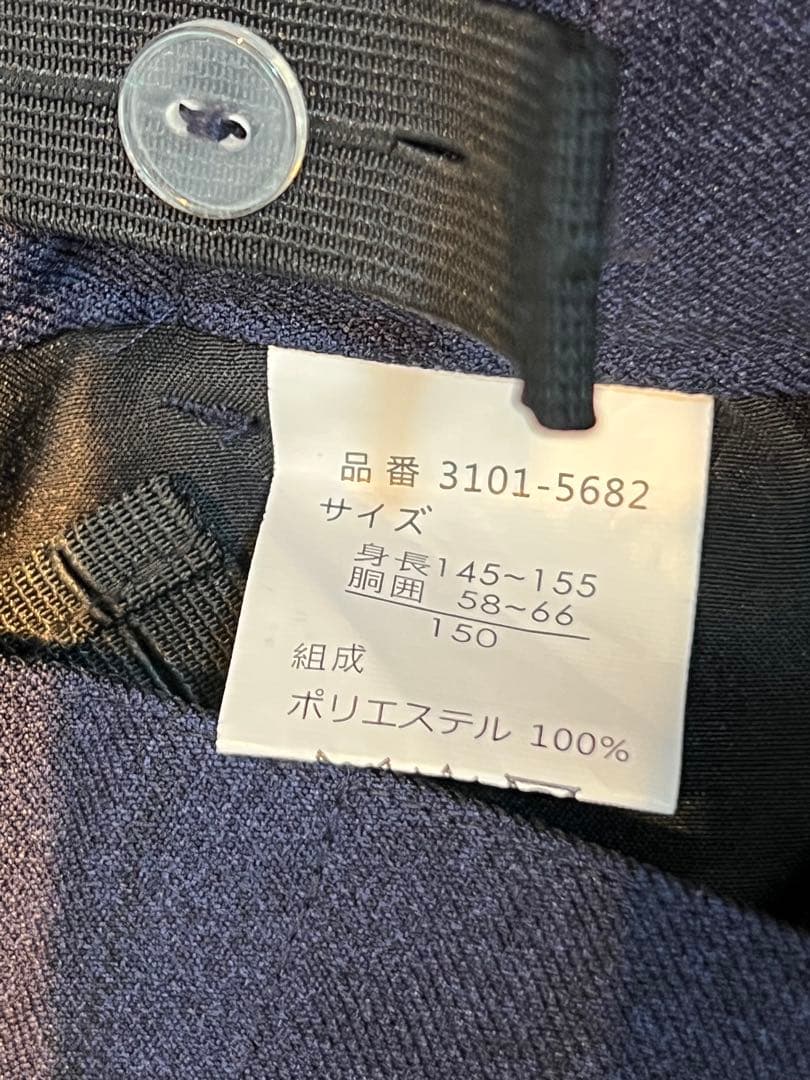 品番 3101-5682
サイズ
身長145~155
胴囲 58~66
150
組成
ポリエステル 100%